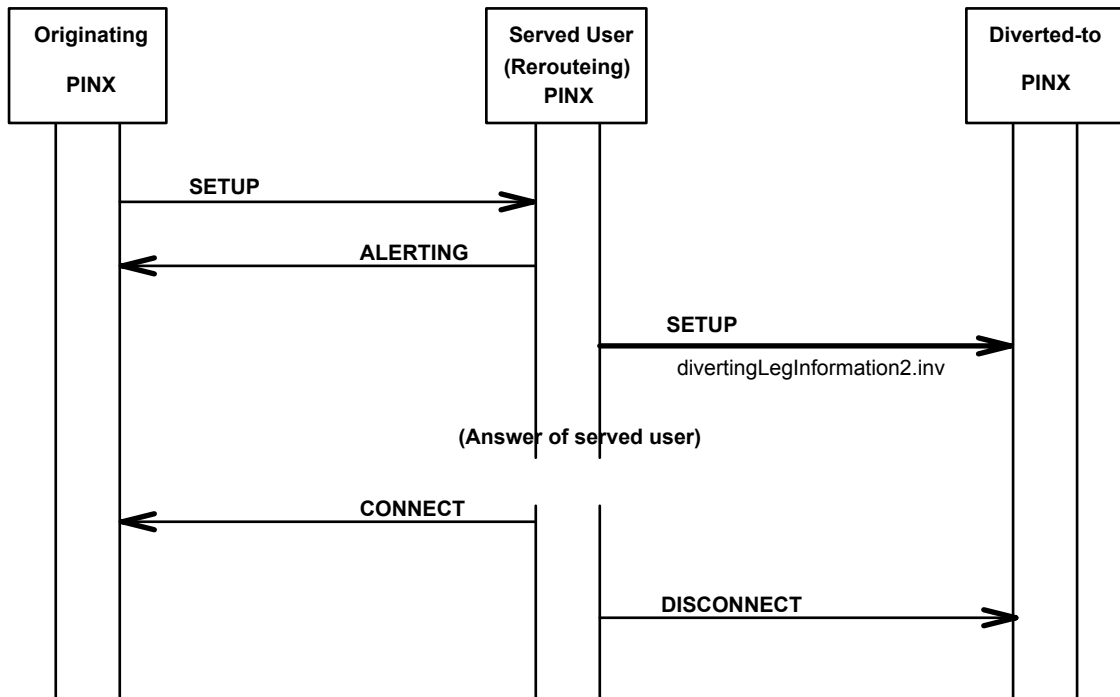 Originating
PINX
Served User
(Rerouteing)
PINX
Diverted-to
PINX
SETUP
ALERTING
SETUP
divertingLegInformation2.inv
(Answer of served user)
CONNECT
DISCONNECT